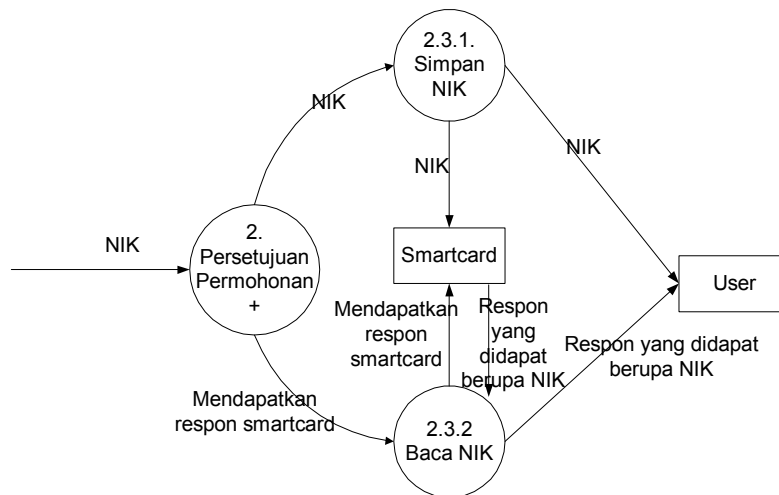 2.3.1.
Simpan
NIK
NIK
NIK
NIK
NIK
2.
Persetujuan
Permohonan
+
Smartcard
User
Mendapatkan
respon
smartcard
Respon
yang
didapat
berupa NIK
Respon yang didapat
berupa NIK
Mendapatkan
respon smartcard
2.3.2
Baca NIK